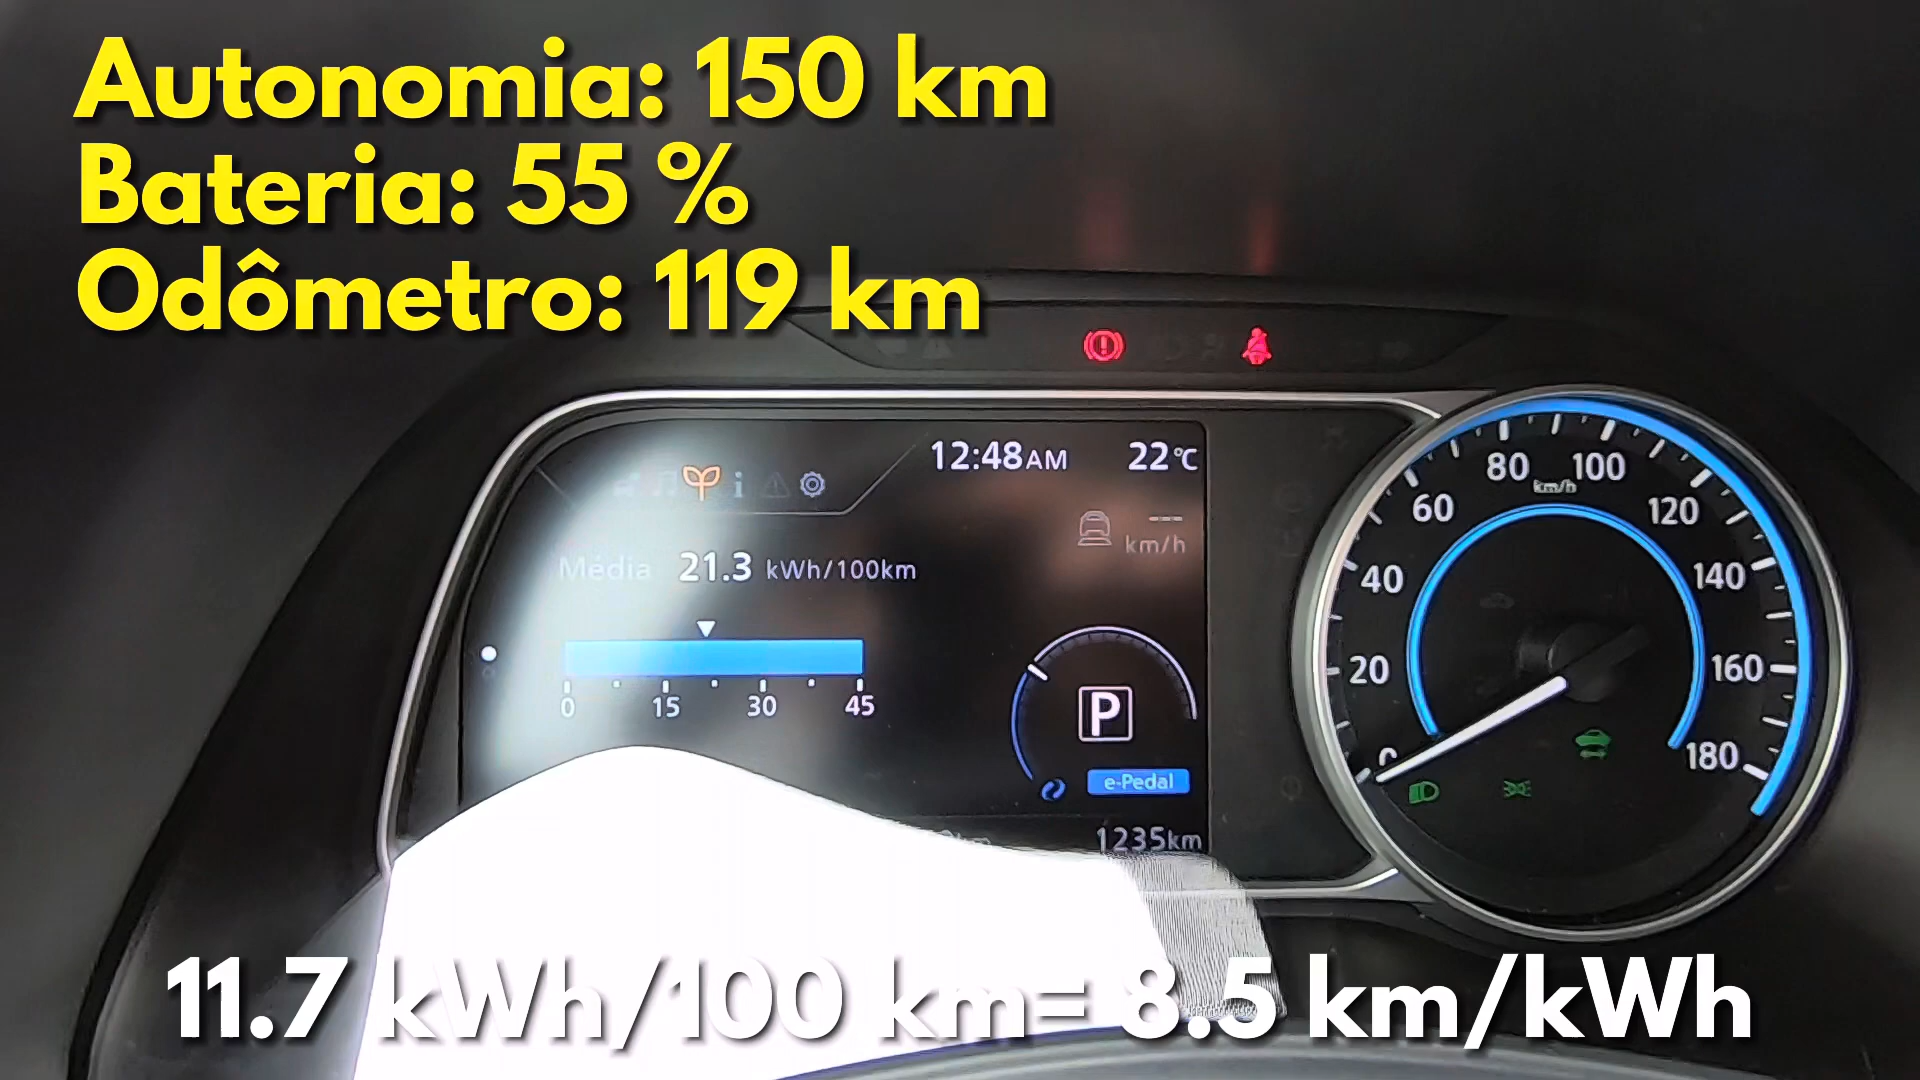 Autonomia: 150 km
Bateria: 55 %
Odômetro: 119 km
12:48AM 22°C
i
--- km/h
Média 21.3 kWh/100km
0 15 30 45
P
e-Pedal
1235km
0 20 40 60 80 100 120 140 160 180
km/h
11.7 kWh/100 km= 8.5 km/kWh